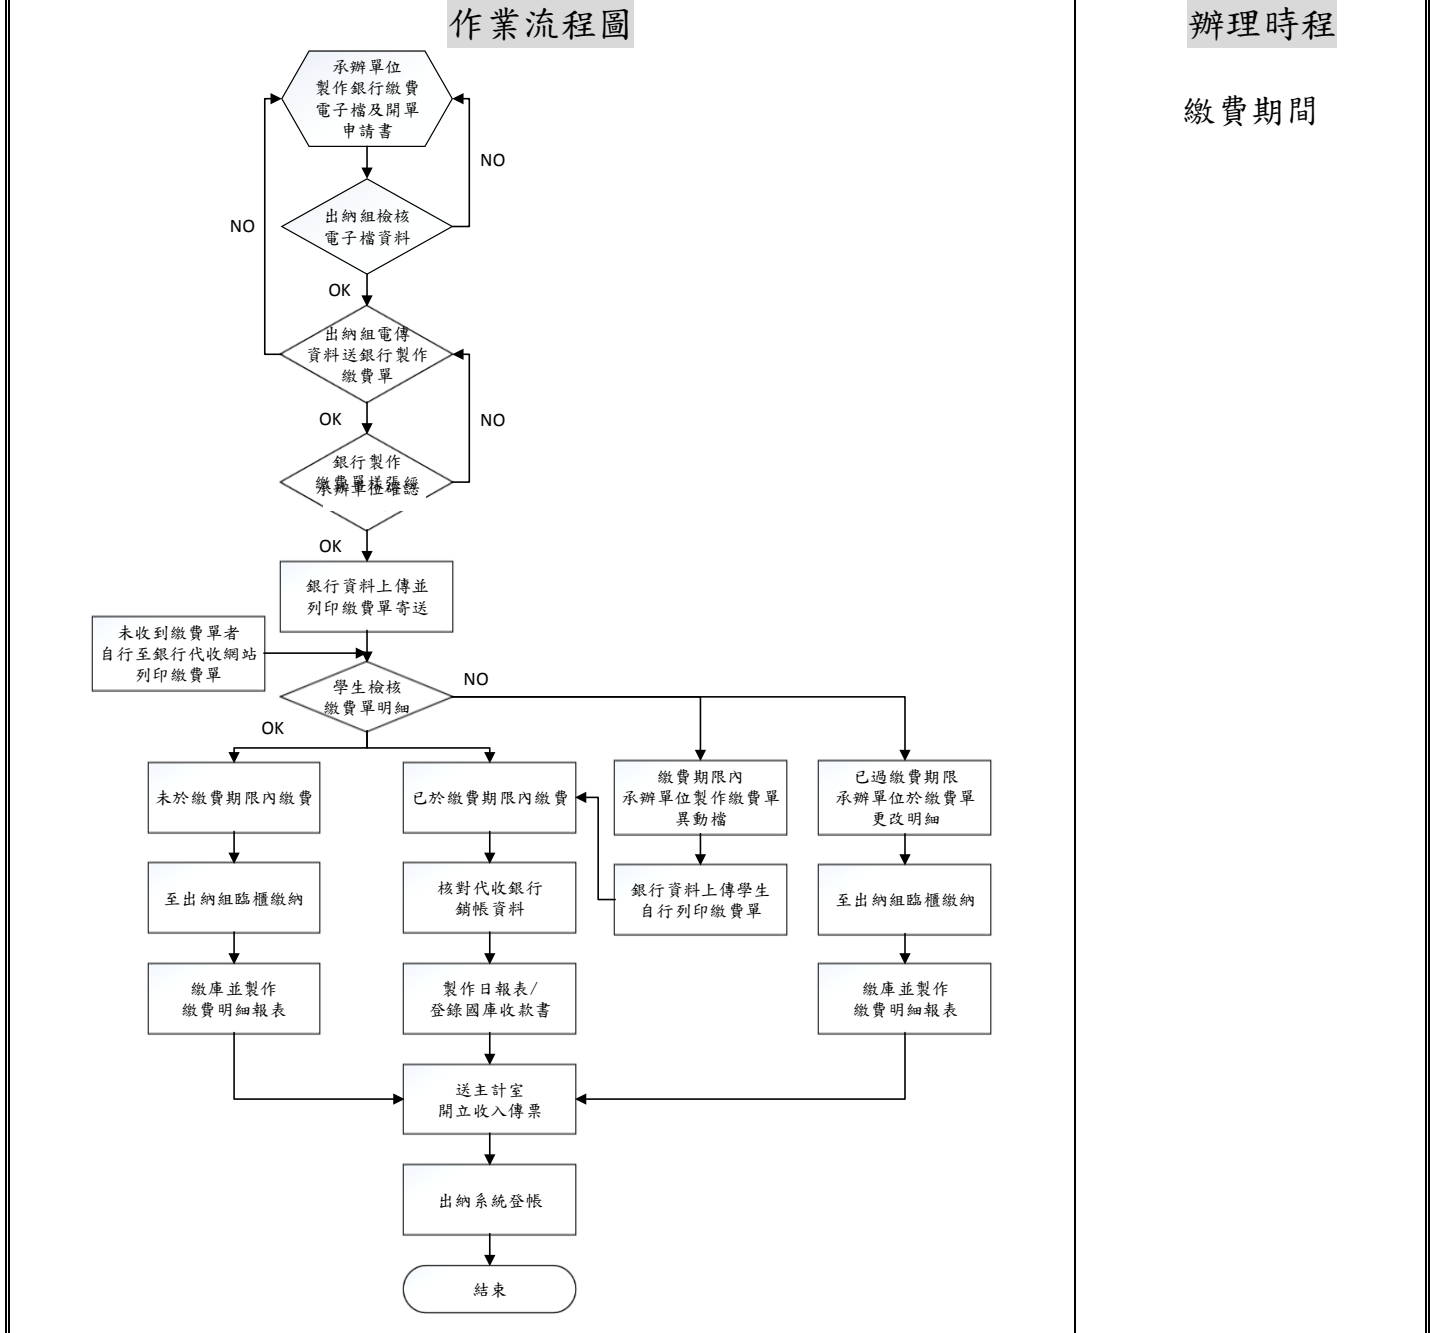 作業流程圖
辦理時程
繳費期間
承辦單位
製作銀行繳費
電子檔及開單
申請書
NO
出納組檢核
電子檔資料
NO
OK
出納組電傳
資料送銀行製作
繳費單
OK
NO
銀行製作
繳費單樣張經
承辦單位確認
OK
銀行資料上傳並
列印繳費單寄送
未收到繳費單者
自行至銀行代收網站
列印繳費單
學生檢核
繳費單明細
NO
OK
未於繳費期限內繳費
已於繳費期限內繳費
繳費期限內
承辦單位製作繳費單
異動檔
已過繳費期限
承辦單位於繳費單
更改明細
至出納組臨櫃繳納
核對代收銀行
銷帳資料
銀行資料上傳學生
自行列印繳費單
至出納組臨櫃繳納
繳庫並製作
繳費明細報表
製作日報表/
登錄國庫收款書
繳庫並製作
繳費明細報表
送主計室
開立收入傳票
出納系統登帳
結束